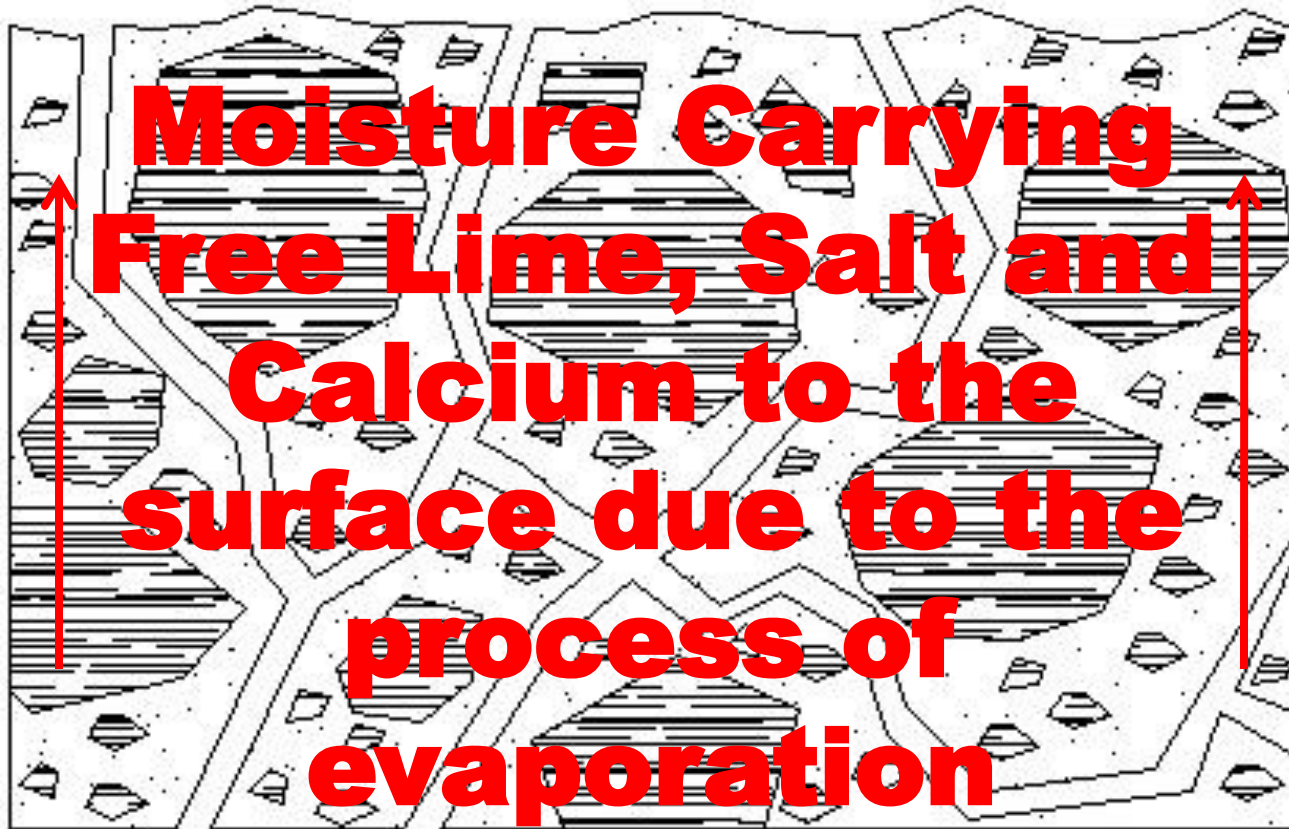 Moisture Carrying
Free Lime, Salt and
Calcium to the
surface due to the
process of
evaporation